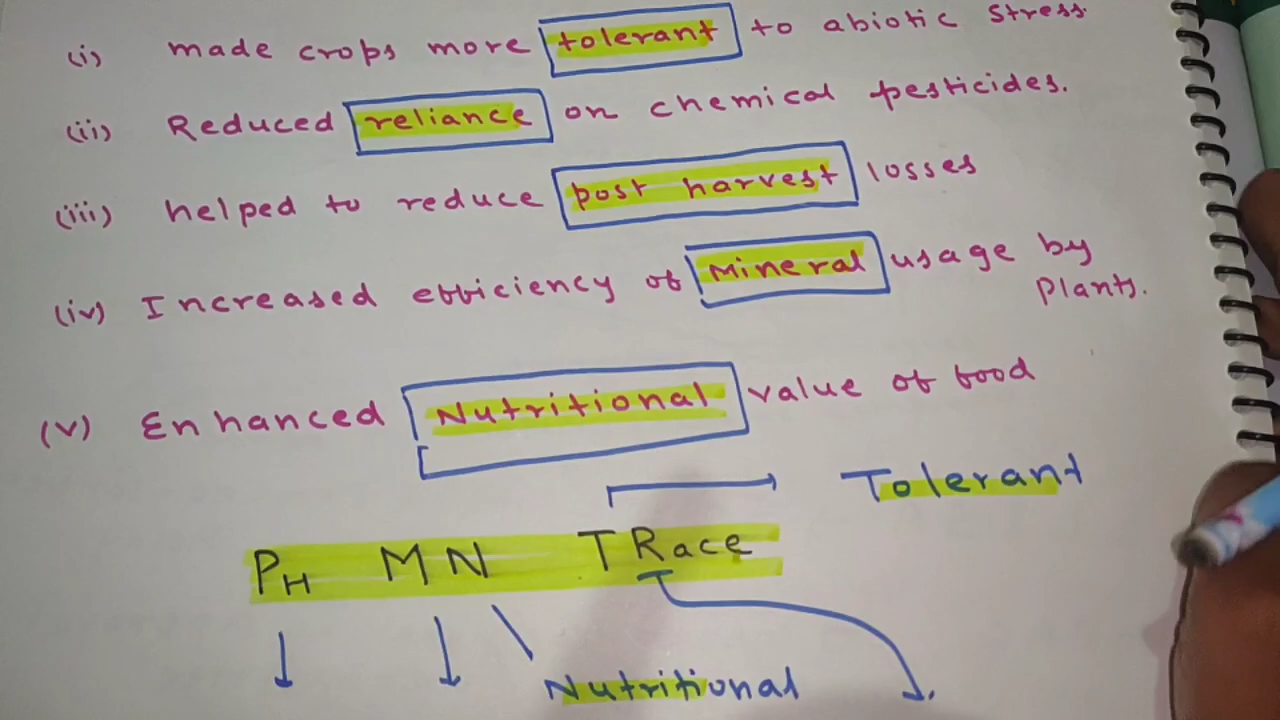 (i) made crops more tolerant to abiotic stress.
(ii) Reduced reliance on chemical pesticides.
(iii) helped to reduce post harvest losses
(iv) Increased efficiency of Mineral usage by
plants.
(v) Enhanced Nutritional value of food
Tolerant
PH MN TRace
Nutritional